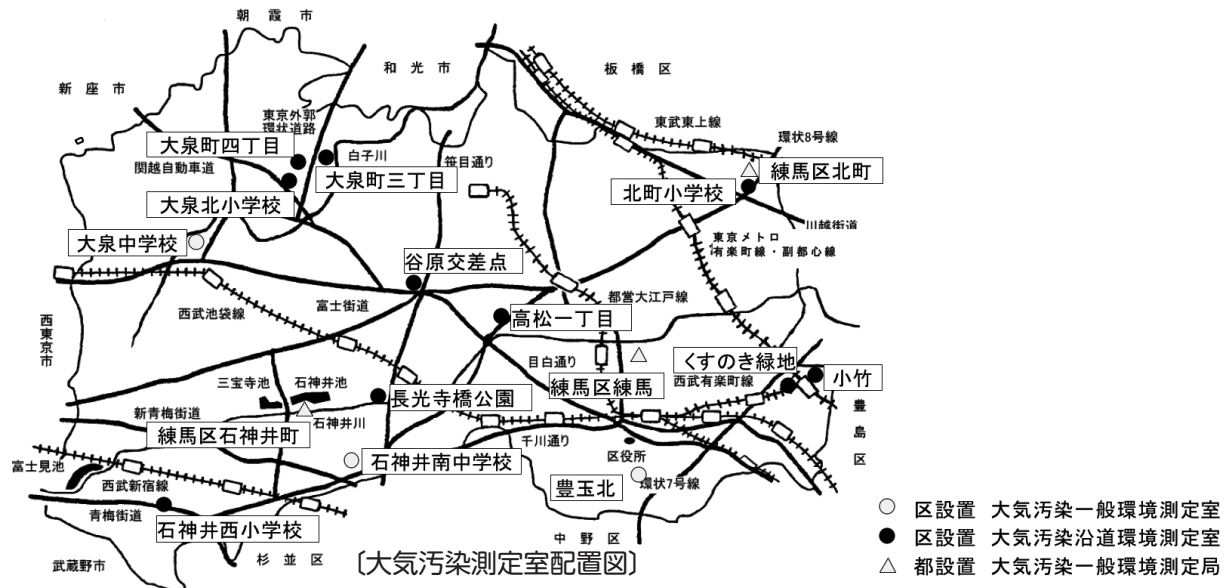 朝霞市
和光市
板橋区
新座市
東京外郭
環状道路
東武東上線
環状8号線
大泉町四丁目
関越自動車道
白子川
笹目通り
大泉町三丁目
練馬区北町
北町小学校
大泉北小学校
川越街道
大泉中学校
東京メトロ
有楽町線・副都心線
谷原交差点
富士街道
都営大江戸線
西武池袋線
高松一丁目
西東京市
目白通り
くすのき緑地
小竹
三宝寺池
石神井池
練馬区練馬
西武有楽町線
長光寺橋公園
新青梅街道
石神井川
豊島区
練馬区石神井町
千川通り
区役所
富士見池
石神井南中学校
西武新宿線
豊玉北
環状7号線
青梅街道
石神井西小学校
中野区
杉並区
武蔵野市
〔大気汚染測定室配置図〕
区設置 大気汚染一般環境測定室
区設置 大気汚染沿道環境測定室
都設置 大気汚染一般環境測定局